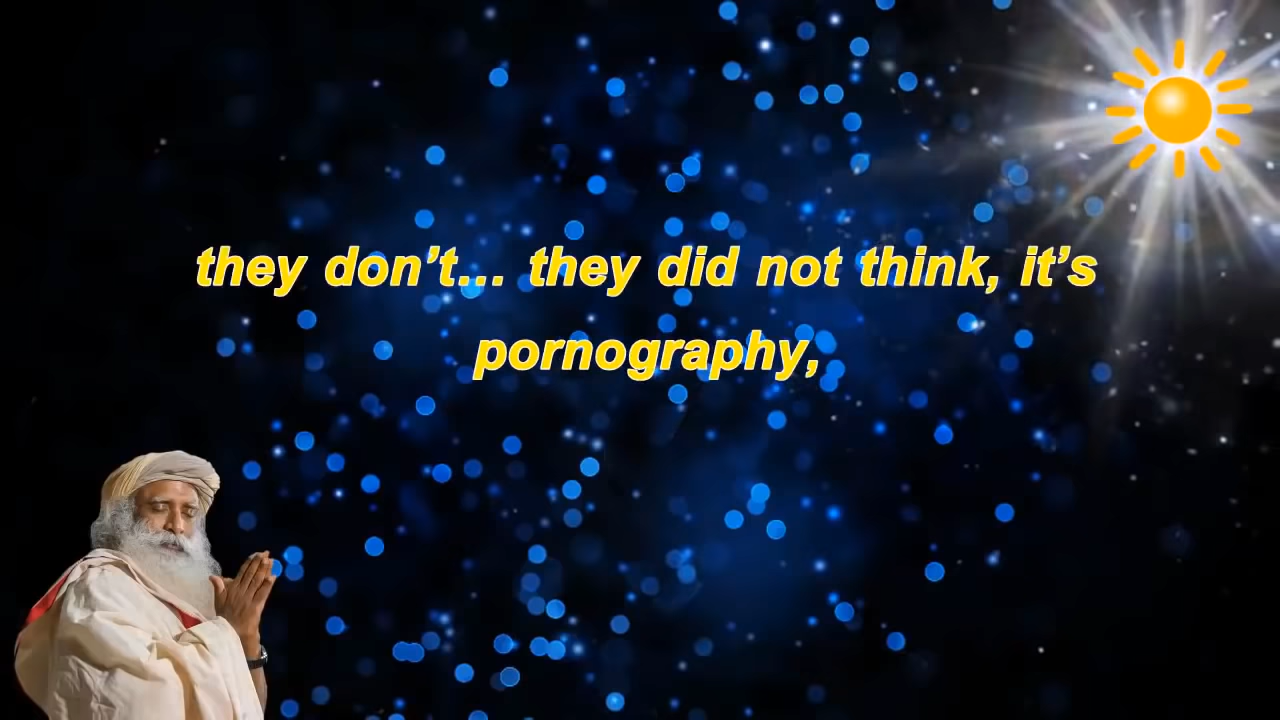 they don’t... they did not think, it’s
pornography,